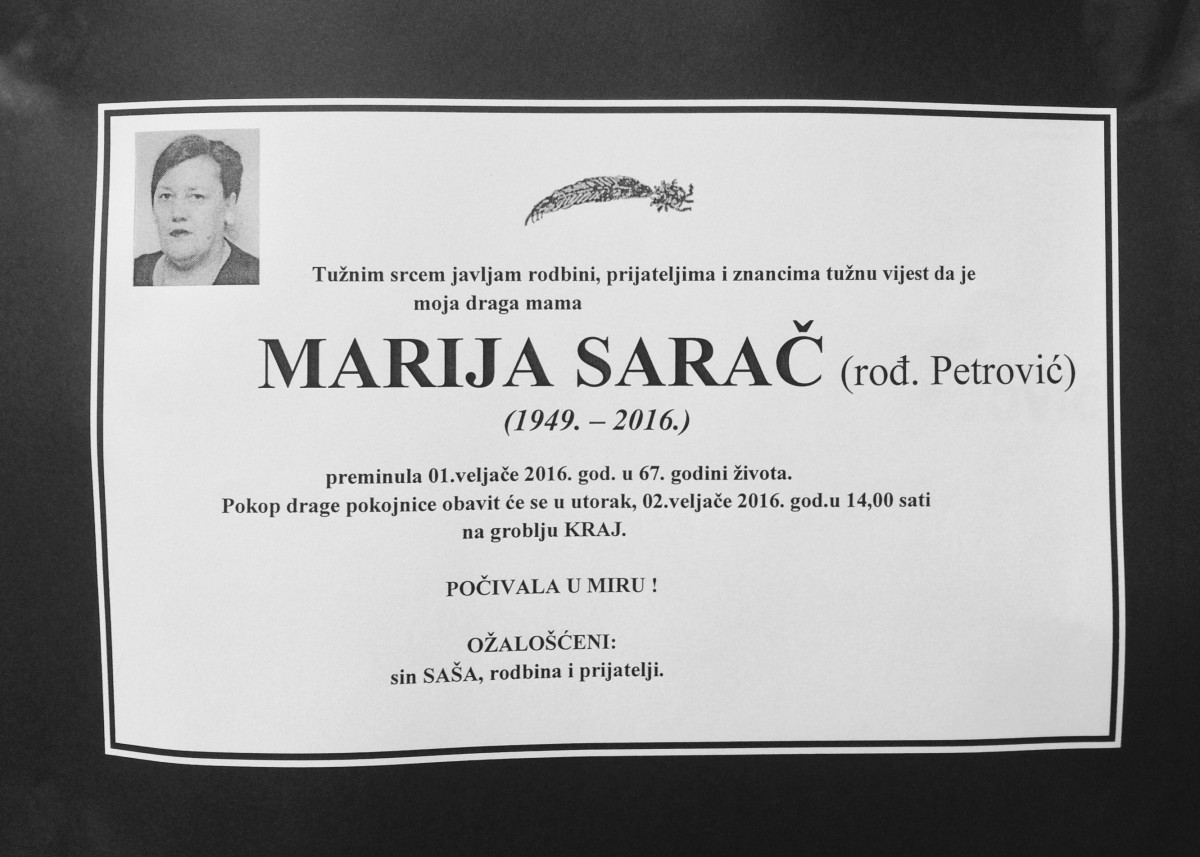 Tužnim srcem javljam rodbini, prijateljima i znancima tužnu vijest da je
moja draga mama
MARIJA SARAČ (rođ. Petrović)
(1949. – 2016.)
preminula 01.veljače 2016. god. u 67. godini života.
Pokop drage pokojnice obavit će se u utorak, 02.veljače 2016. god.u 14,00 sati
na groblju KRAJ.
POČIVALA U MIRU !
OŽALOŠĆENI:
sin SAŠA, rodbina i prijatelji.